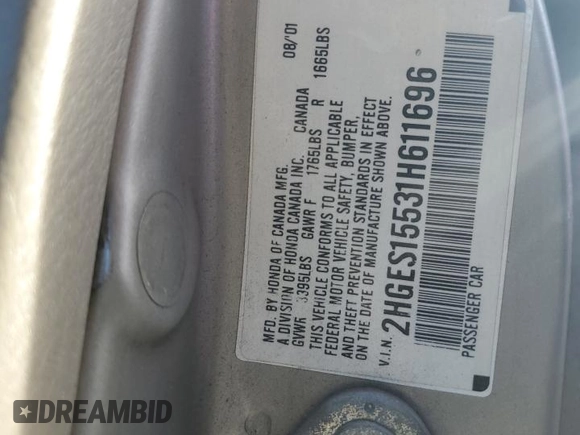 MFD. BY HONDA OF CANADA MFG. 08/'01
A DIVISION OF HONDA CANADA INC. CANADA
GVWR 3395LBS GAWR F 1765LBS R 1665LBS
THIS VEHICLE CONFORMS TO ALL APPLICABLE
FEDERAL MOTOR VEHICLE SAFETY, BUMPER,
AND THEFT PREVENTION STANDARDS IN EFFECT
ON THE DATE OF MANUFACTURE SHOWN ABOVE.
V.I.N. 2HGES15531H611696
PASSENGER CAR
DREAMBID